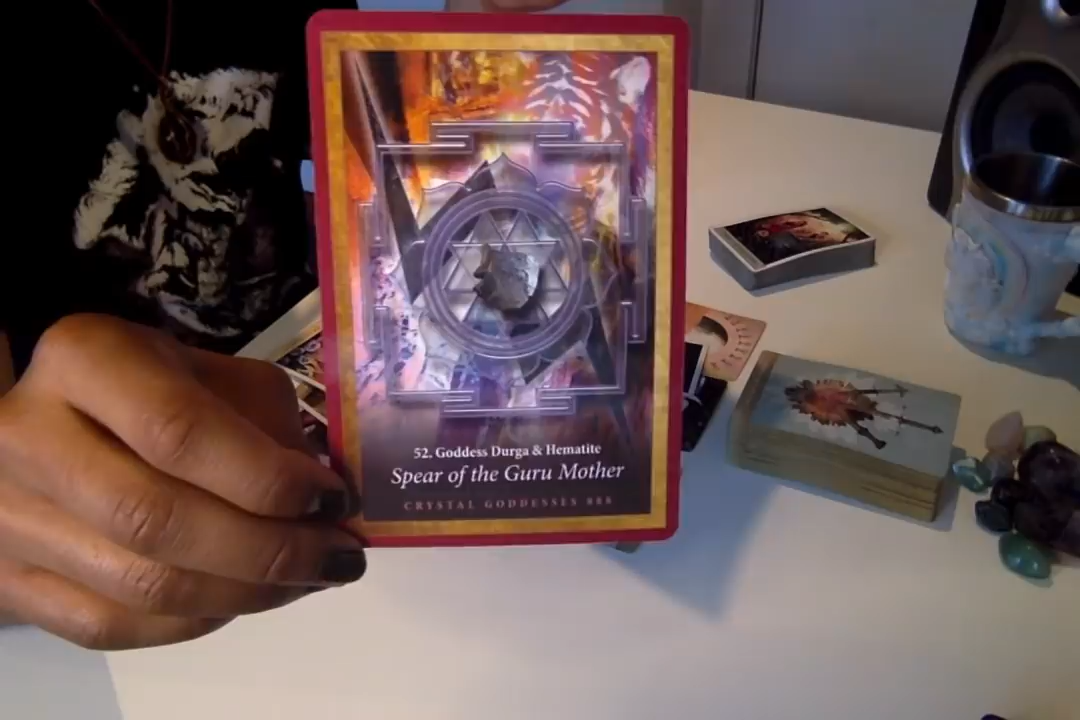 52. Goddess Durga & Hematite
Spear of the Guru Mother
CRYSTAL GODDESSES 888